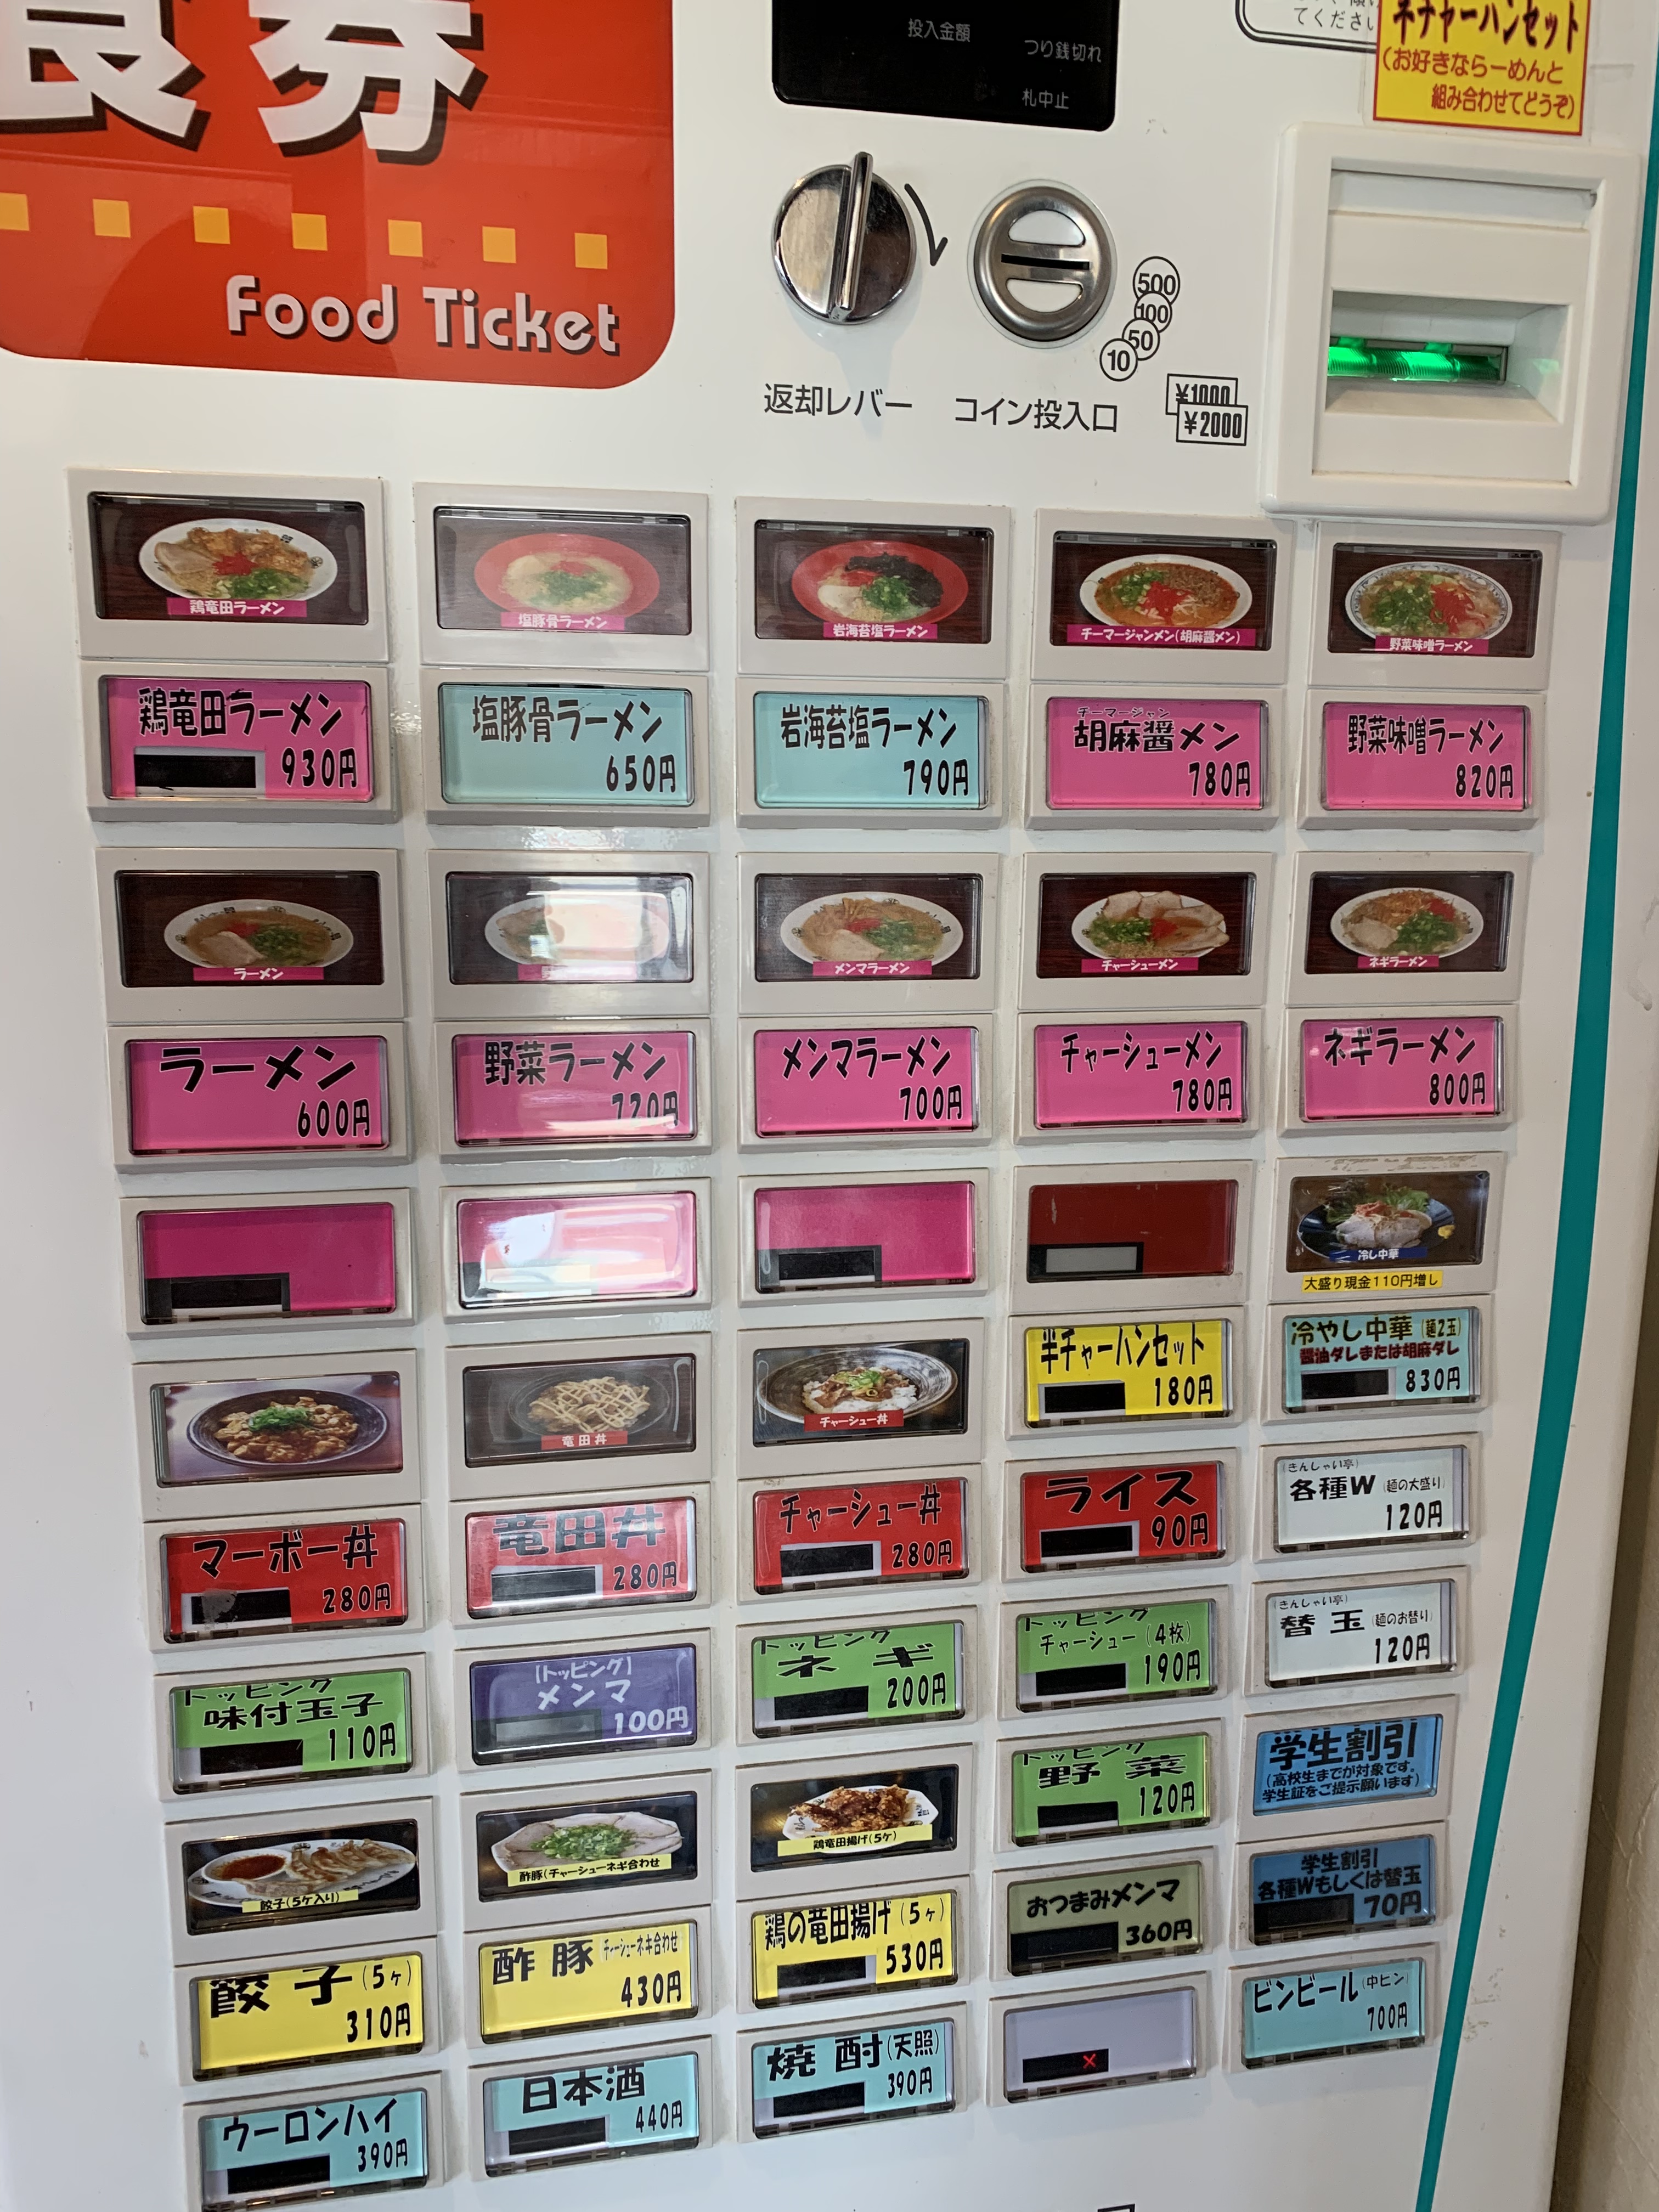 食券
Food Ticket
投入金額
つり銭切れ
札中止
てくださ
ネギチャーハンセット
(お好きならーめんと
組み合わせてどうぞ)
返却レバー
コイン投入口
500
100
50
10
¥1000
¥2000
鶏竜田ラーメン
塩豚骨ラーメン
岩海苔塩ラーメン
チーマージャンメン(胡麻醤メン)
野菜味噌ラーメン
鶏竜田ラーメン
930円
塩豚骨ラーメン
650円
岩海苔塩ラーメン
790円
チーマージャン
胡麻醤メン
780円
野菜味噌ラーメン
820円
ラーメン
メンマラーメン
チャーシューメン
ネギラーメン
ラーメン
600円
野菜ラーメン
720円
メンマラーメン
700円
チャーシューメン
780円
ネギラーメン
800円
冷し中華
大盛り現金110円増し
半チャーハンセット
180円
冷やし中華(麺2玉)
醤油ダレまたは胡麻ダレ
830円
竜田丼
チャーシュー丼
マーボー丼
280円
竜田丼
280円
チャーシュー丼
280円
ライス
90円
(きんしゃい亭)
各種W(麺の大盛り)
120円
トッピング
味付玉子
110円
【トッピング】
メンマ
100円
トッピング
ネギ
200円
トッピング
チャーシュー(4枚)
190円
(きんしゃい亭)
替玉(麺のお替り)
120円
トッピング
野菜
120円
学生割引
(高校生までが対象です。
学生証をご提示願います)
餃子(5ケ入り)
酢豚(チャーシューネギ合わせ
鶏竜田揚げ(5ケ)
餃子(5ヶ)
310円
酢豚 チャーシューネギ合わせ
430円
鶏の竜田揚げ(5ヶ)
530円
おつまみメンマ
360円
学生割引
各種Wもしくは替玉
70円
ウーロンハイ
390円
日本酒
440円
焼酎(天照)
390円
×
ビンビール(中ビン)
700円